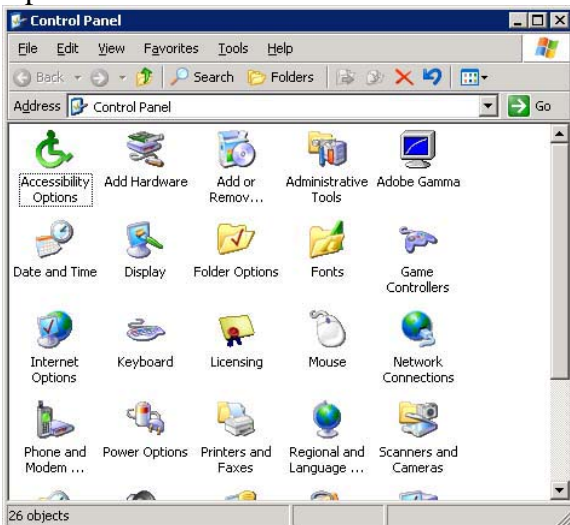 Control Panel
File Edit View Favorites Tools Help
Back Search Folders
Address Control Panel Go
Accessibility Options
Add Hardware
Add or Remov...
Administrative Tools
Adobe Gamma
Date and Time
Display
Folder Options
Fonts
Game Controllers
Internet Options
Keyboard
Licensing
Mouse
Network Connections
Phone and Modem ...
Power Options
Printers and Faxes
Regional and Language ...
Scanners and Cameras
26 objects